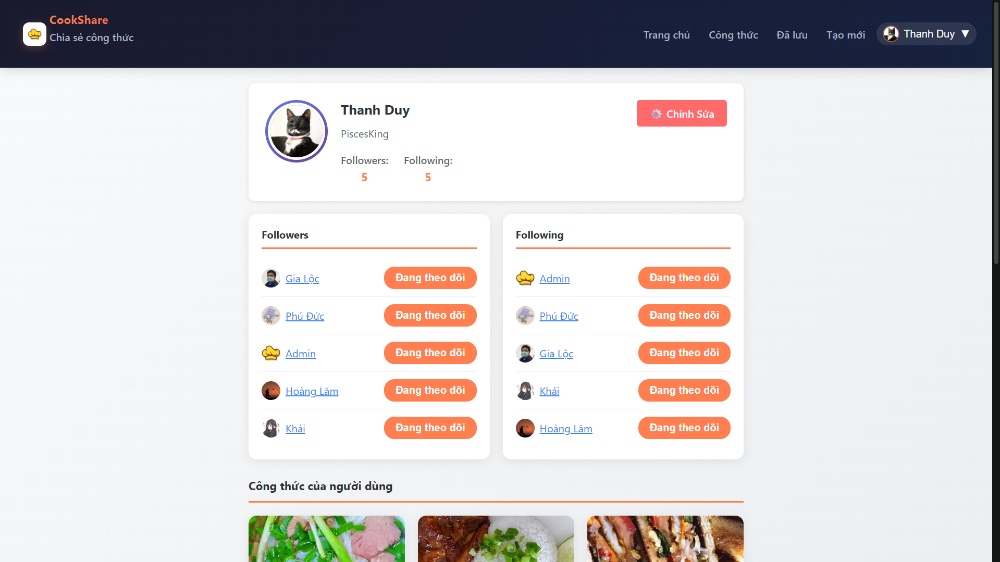 CookShare
Chia sẻ công thức
Trang chủ
Công thức
Đã lưu
Tạo mới
Thanh Duy ▼
Thanh Duy
Chỉnh Sửa
PiscesKing
Followers: Following:
5 5
Followers
Gia Lộc Đang theo dõi
Phú Đức Đang theo dõi
Admin Đang theo dõi
Hoàng Lăm Đang theo dõi
Khải Đang theo dõi
Following
Admin Đang theo dõi
Phú Đức Đang theo dõi
Gia Lộc Đang theo dõi
Khải Đang theo dõi
Hoàng Lăm Đang theo dõi
Công thức của người dùng